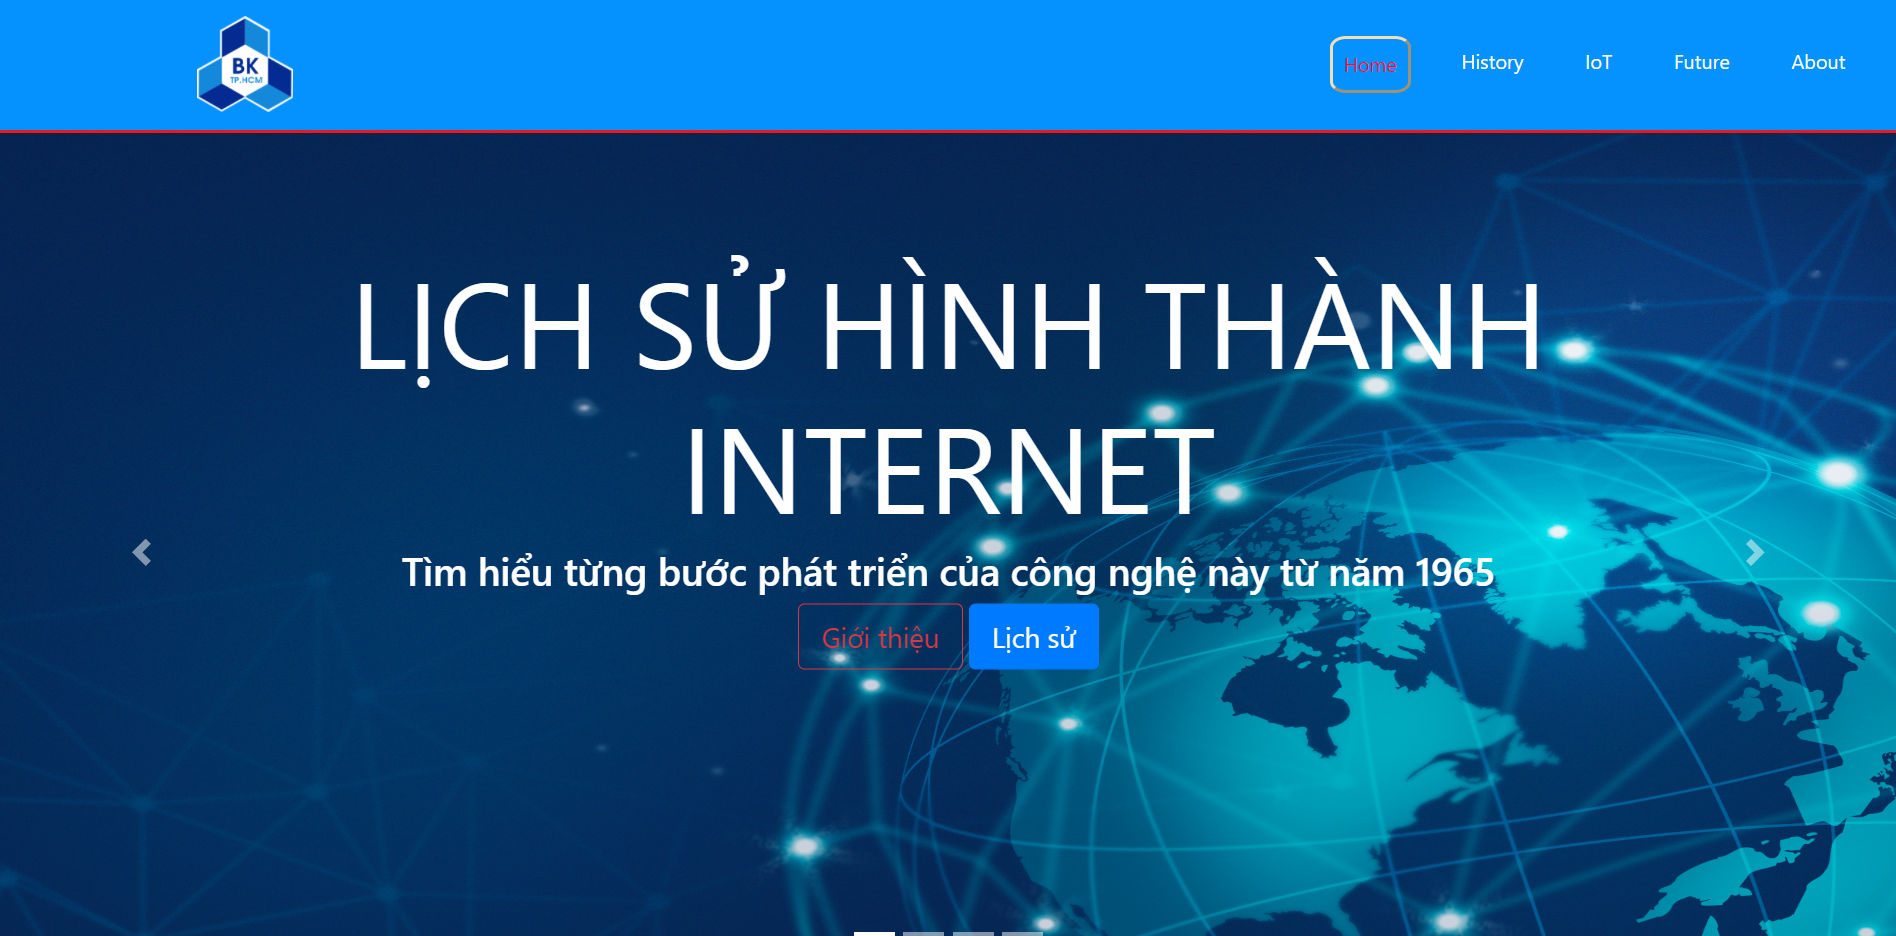 BK
TP.HCM
Home History IoT Future About
LỊCH SỬ HÌNH THÀNH
INTERNET
Tìm hiểu từng bước phát triển của công nghệ này từ năm 1965
Giới thiệu Lịch sử